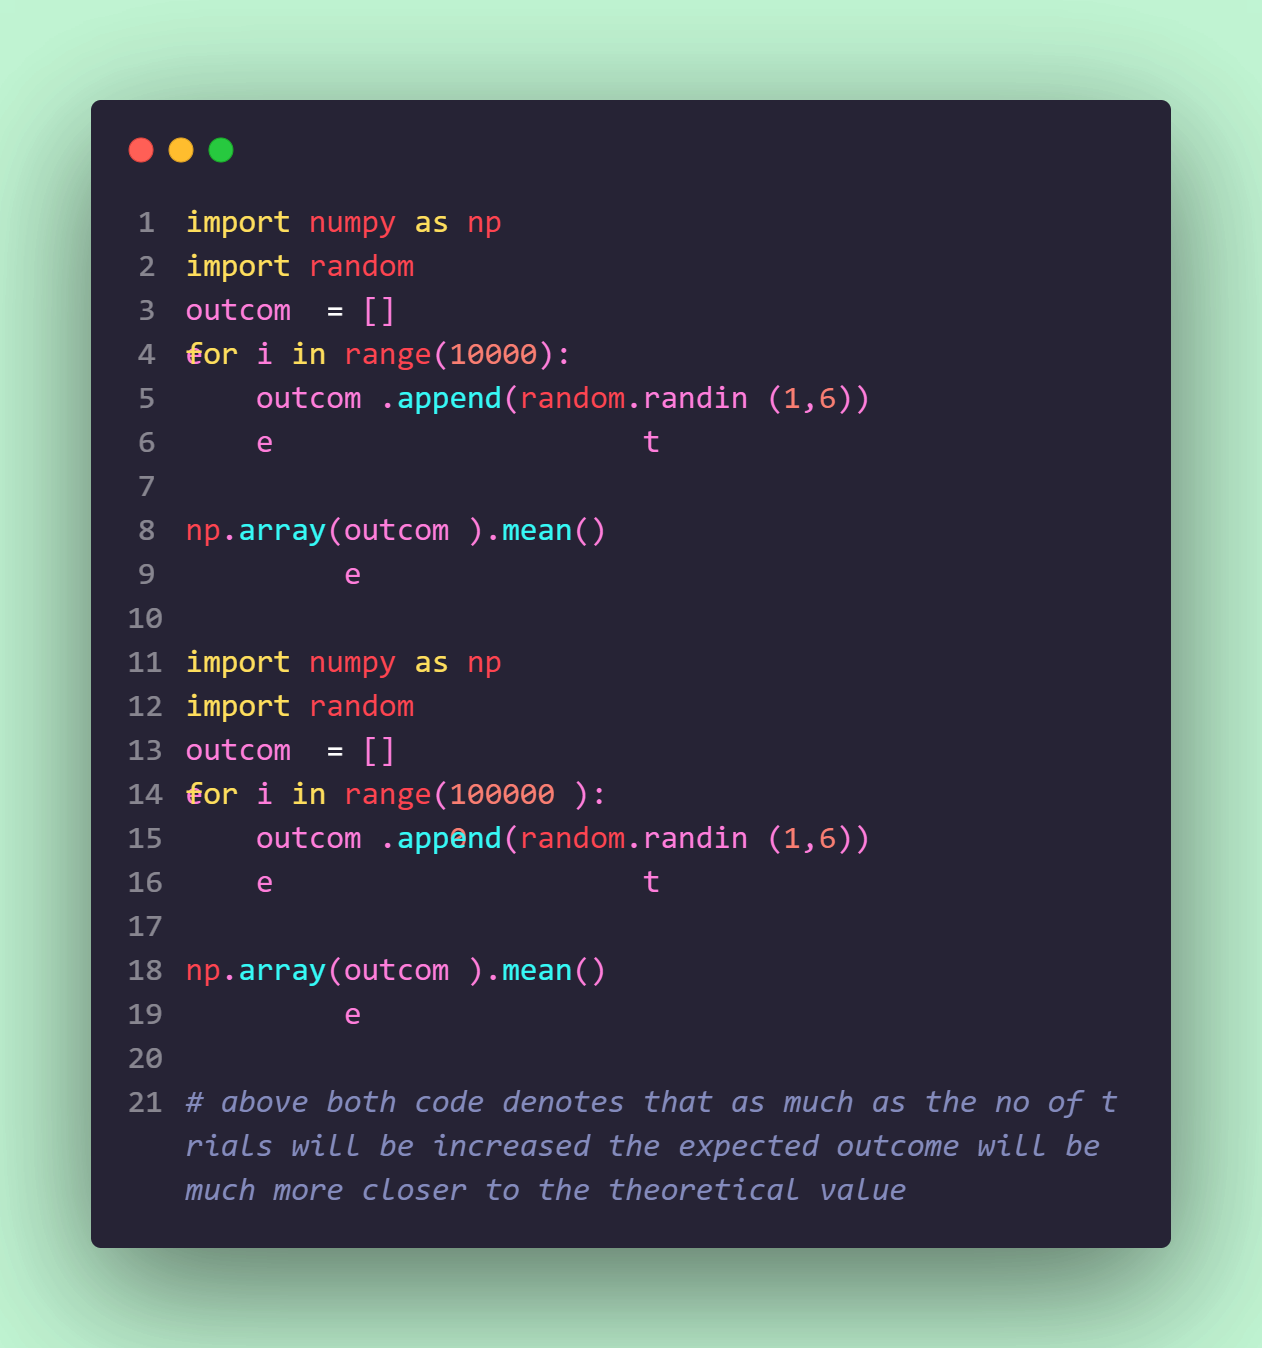 1 import numpy as np
2 import random
3 outcom  = []
4 efor i in range(10000):
5     outcom .append(random.randin (1,6))
6     e                     t
7
8 np.array(outcom ).mean()
9          e
10
11 import numpy as np
12 import random
13 outcom  = []
14 efor i in range(100000 ):
15     outcom .append(random.randin (1,6))
16     e                     t
17
18 np.array(outcom ).mean()
19          e
20
21 # above both code denotes that as much as the no of t
rials will be increased the expected outcome will be
much more closer to the theoretical value